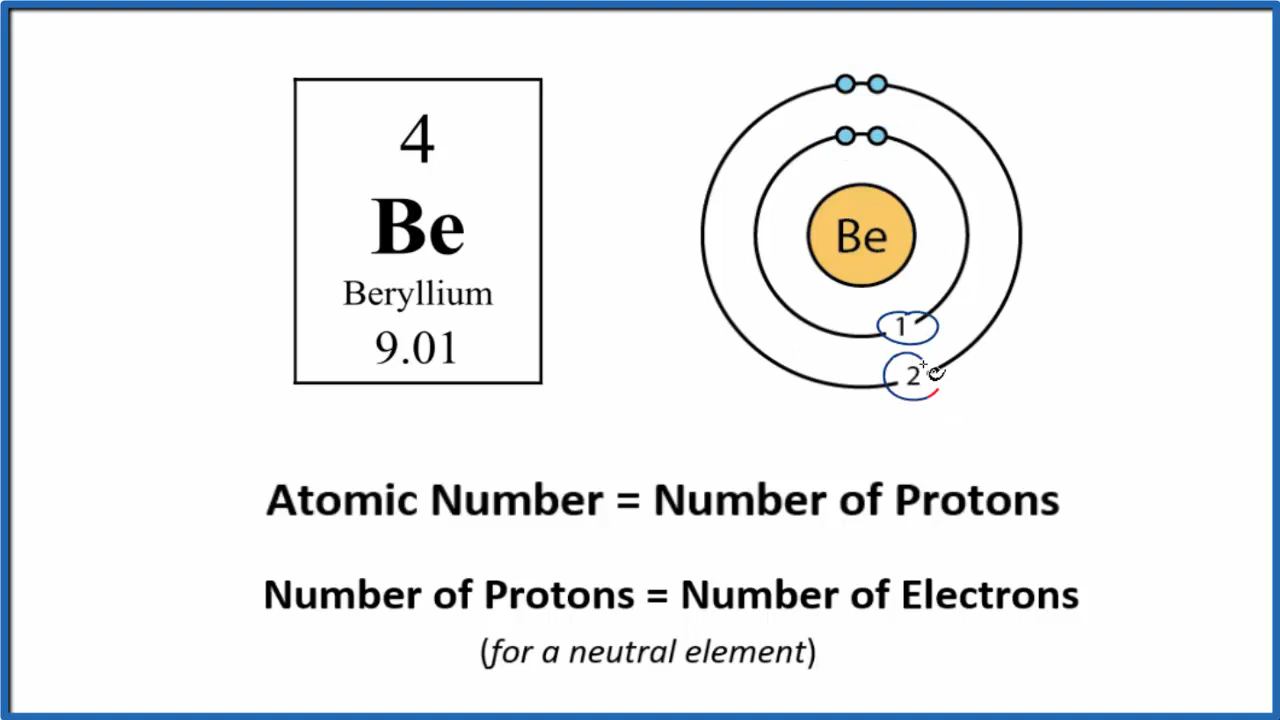 4
Be
Beryllium
9.01
Be
1
2
Atomic Number = Number of Protons
Number of Protons = Number of Electrons
(for a neutral element)